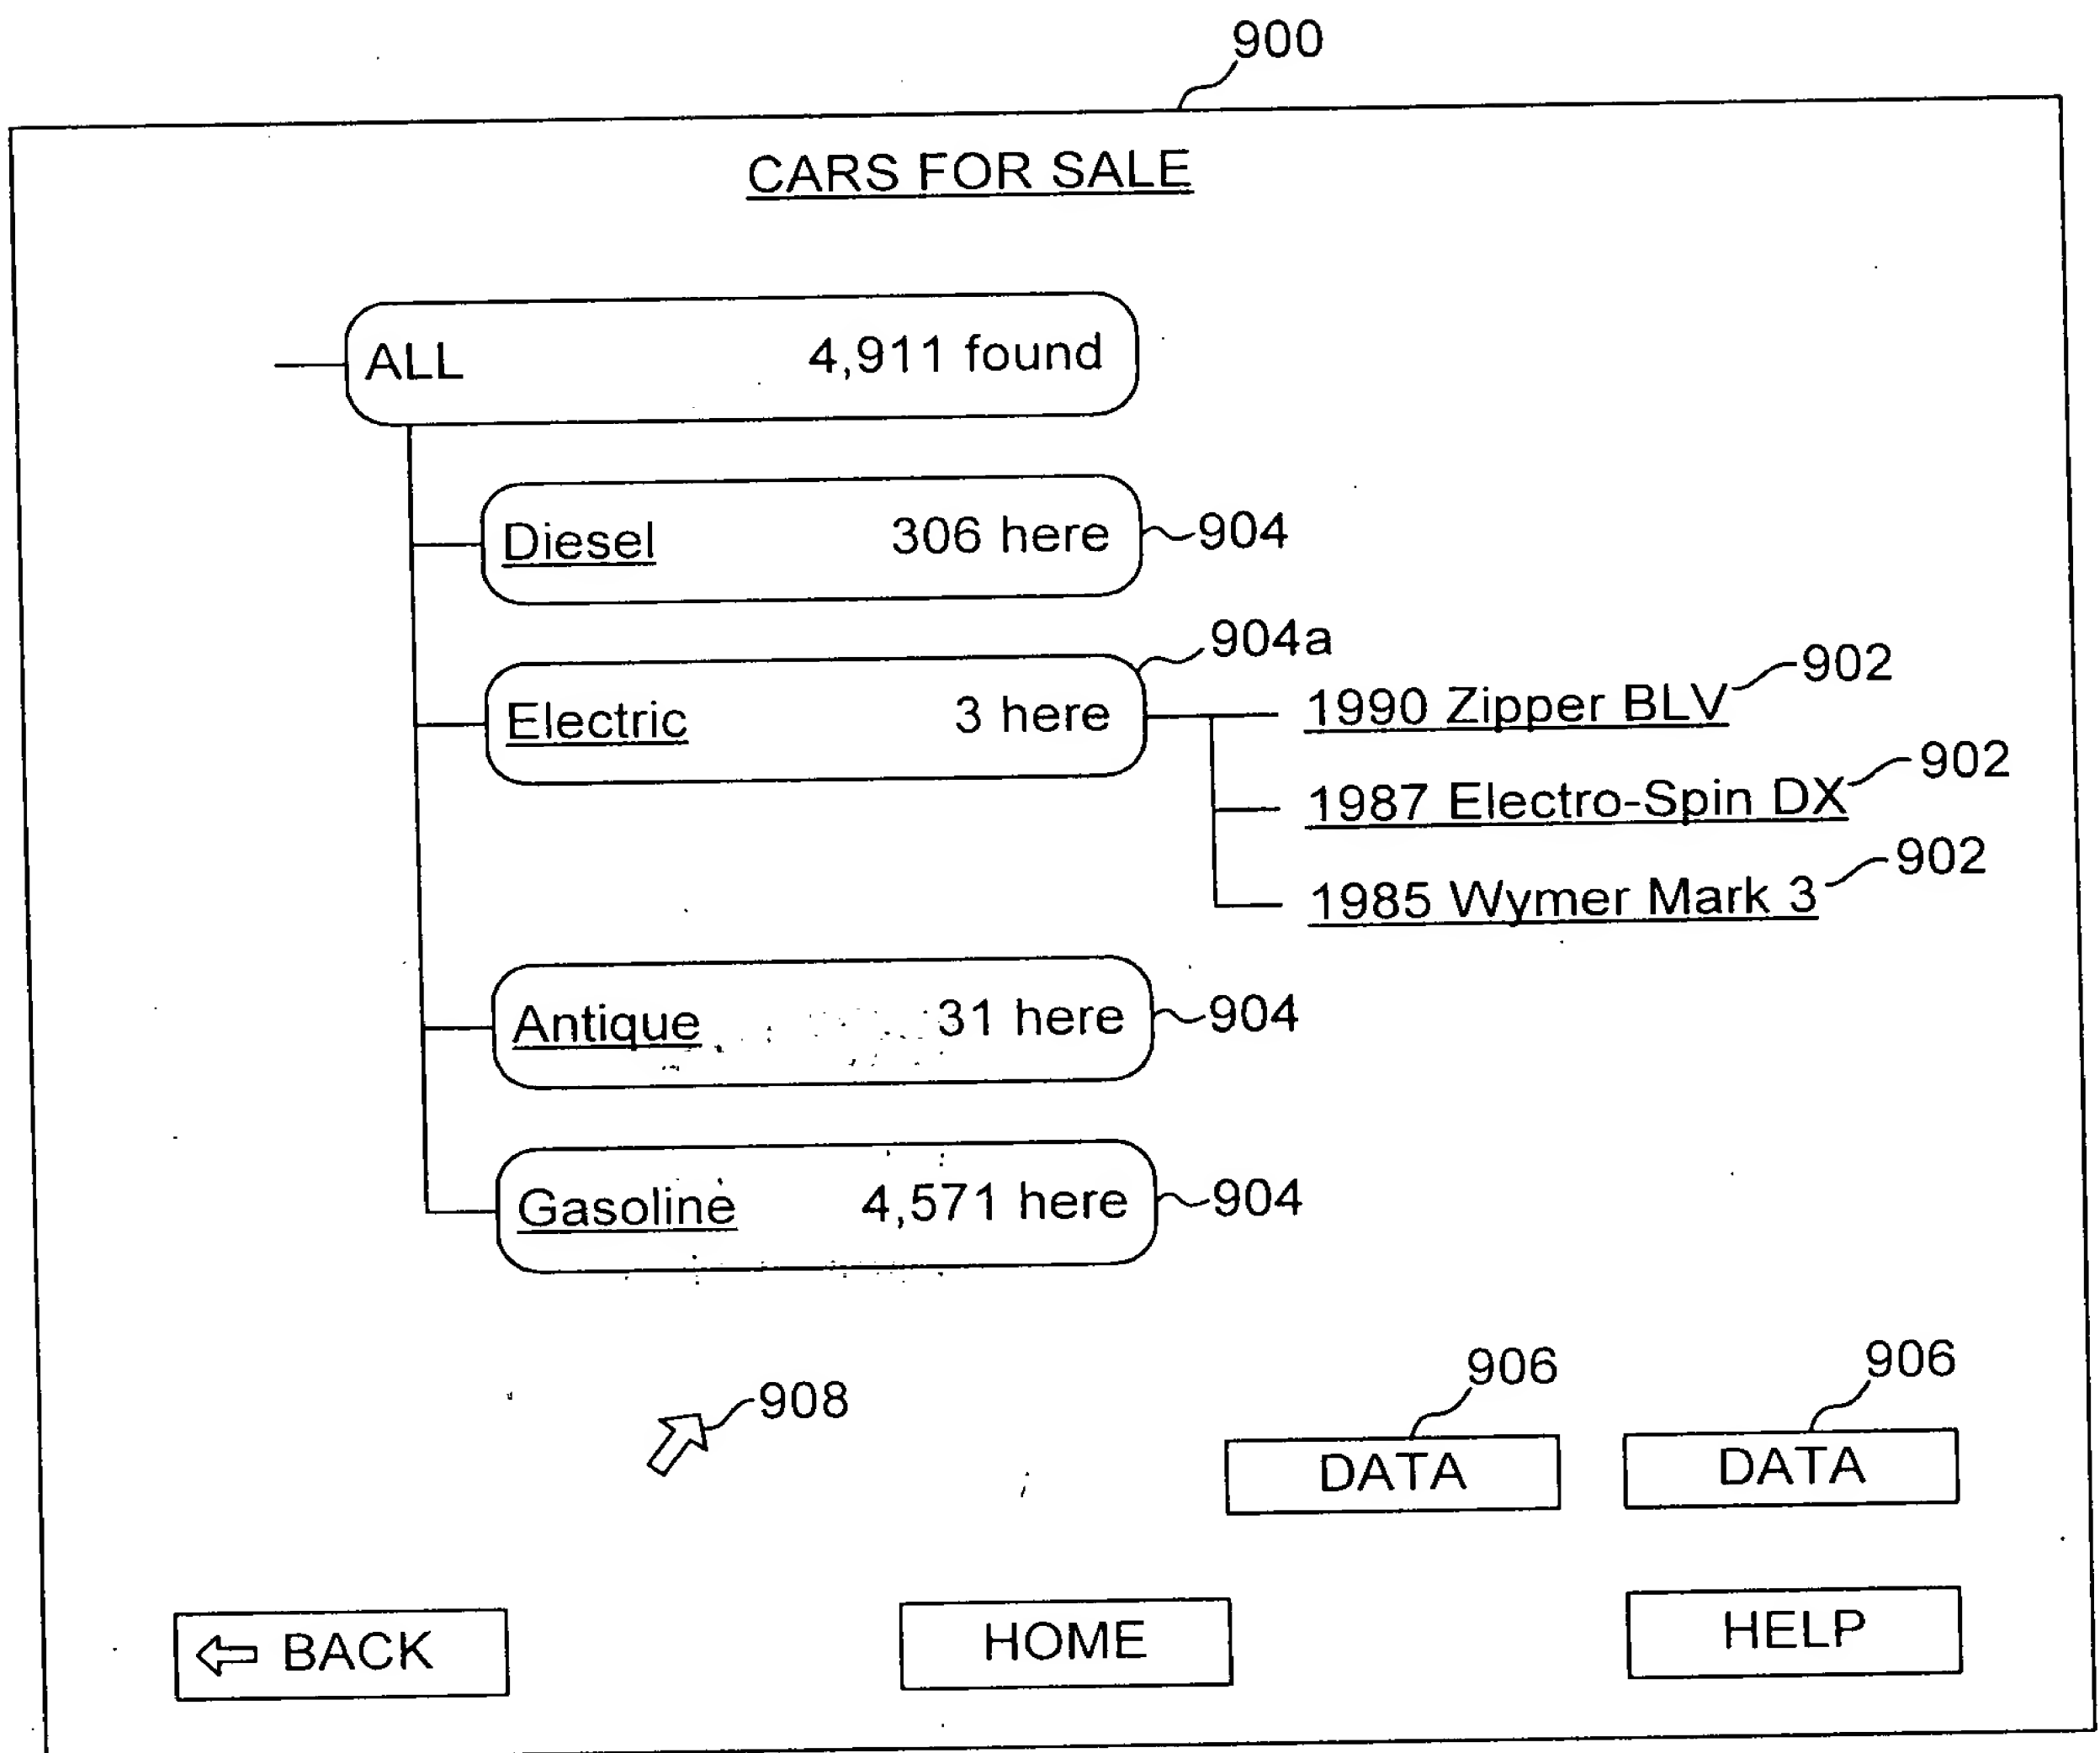 900
CARS FOR SALE
ALL 4,911 found
Diesel 306 here 904
904a
Electric 3 here 1990 Zipper BLV 902
1987 Electro-Spin DX 902
1985 Wymer Mark 3 902
Antique 31 here 904
Gasoline 4,571 here 904
908
906 906
DATA DATA
BACK HOME HELP